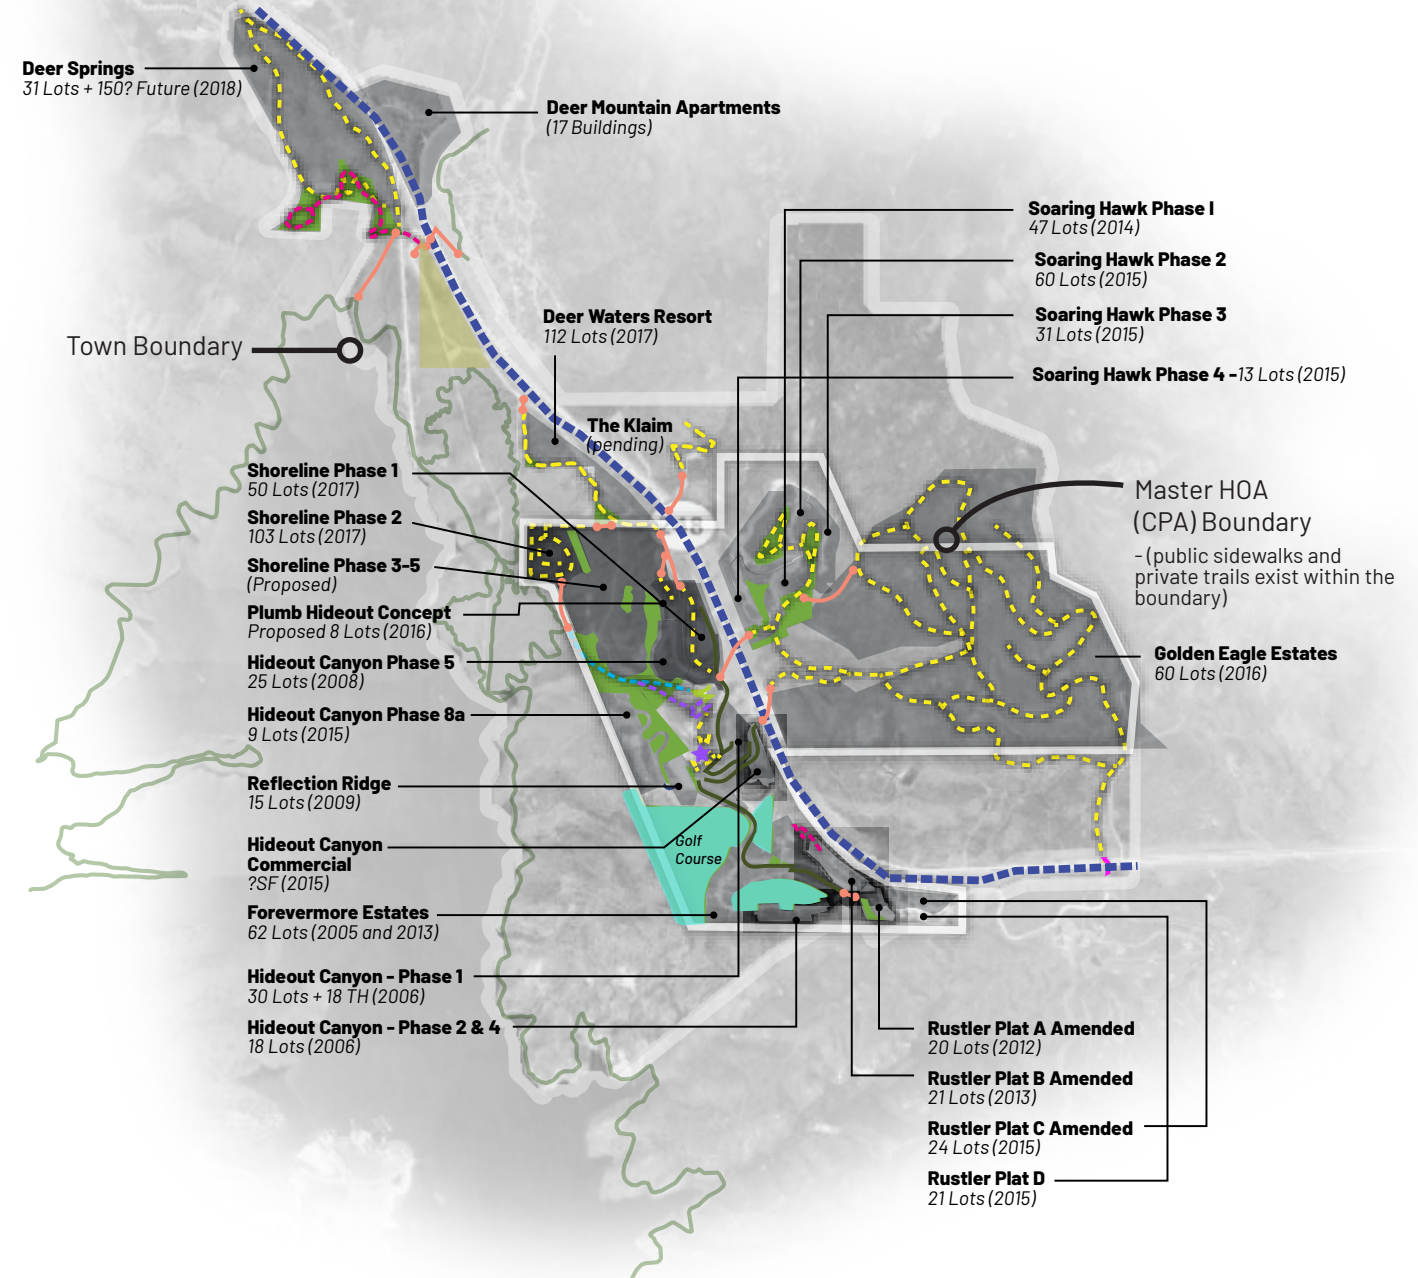 Deer Springs
31 Lots + 150? Future (2018)
Deer Mountain Apartments
(17 Buildings)
Soaring Hawk Phase I
47 Lots (2014)
Soaring Hawk Phase 2
60 Lots (2015)
Soaring Hawk Phase 3
31 Lots (2015)
Soaring Hawk Phase 4 -13 Lots (2015)
Town Boundary
Deer Waters Resort
112 Lots (2017)
The Klaim
(pending)
Shoreline Phase 1
50 Lots (2017)
Shoreline Phase 2
103 Lots (2017)
Shoreline Phase 3-5
(Proposed)
Plumb Hideout Concept
Proposed 8 Lots (2016)
Hideout Canyon Phase 5
25 Lots (2008)
Hideout Canyon Phase 8a
9 Lots (2015)
Reflection Ridge
15 Lots (2009)
Hideout Canyon
Commercial
?SF (2015)
Forevermore Estates
62 Lots (2005 and 2013)
Hideout Canyon - Phase 1
30 Lots + 18 TH (2006)
Hideout Canyon - Phase 2 & 4
18 Lots (2006)
Golf
Course
Master HOA
(CPA) Boundary
- (public sidewalks and
private trails exist within the
boundary)
Golden Eagle Estates
60 Lots (2016)
Rustler Plat A Amended
20 Lots (2012)
Rustler Plat B Amended
21 Lots (2013)
Rustler Plat C Amended
24 Lots (2015)
Rustler Plat D
21 Lots (2015)